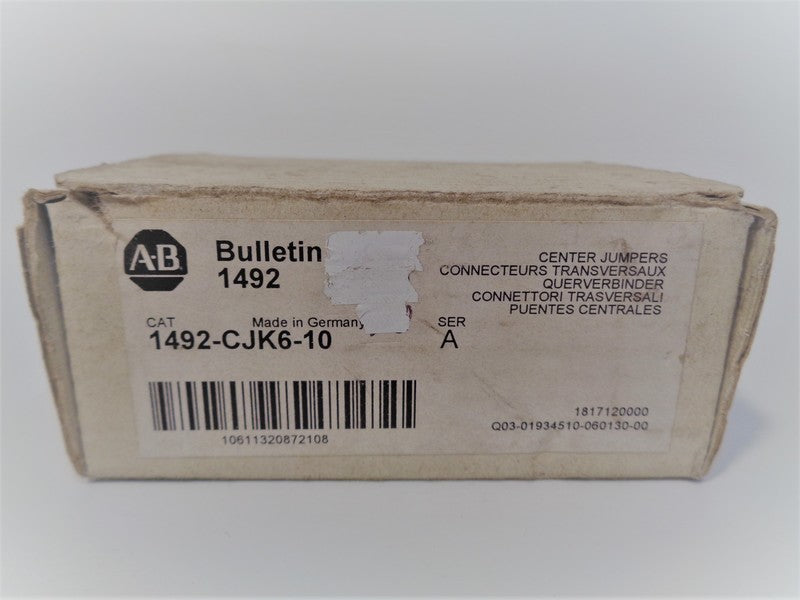 A-B
Bulletin
1492
CENTER JUMPERS
CONNECTEURS TRANSVERSAUX
QUERVERBINDER
CONNETTORI TRASVERSALI
PUENTES CENTRALES
CAT
Made in Germany
SER
1492-CJK6-10
A
10611320872108
1817120000
Q03-01934510-060130-00